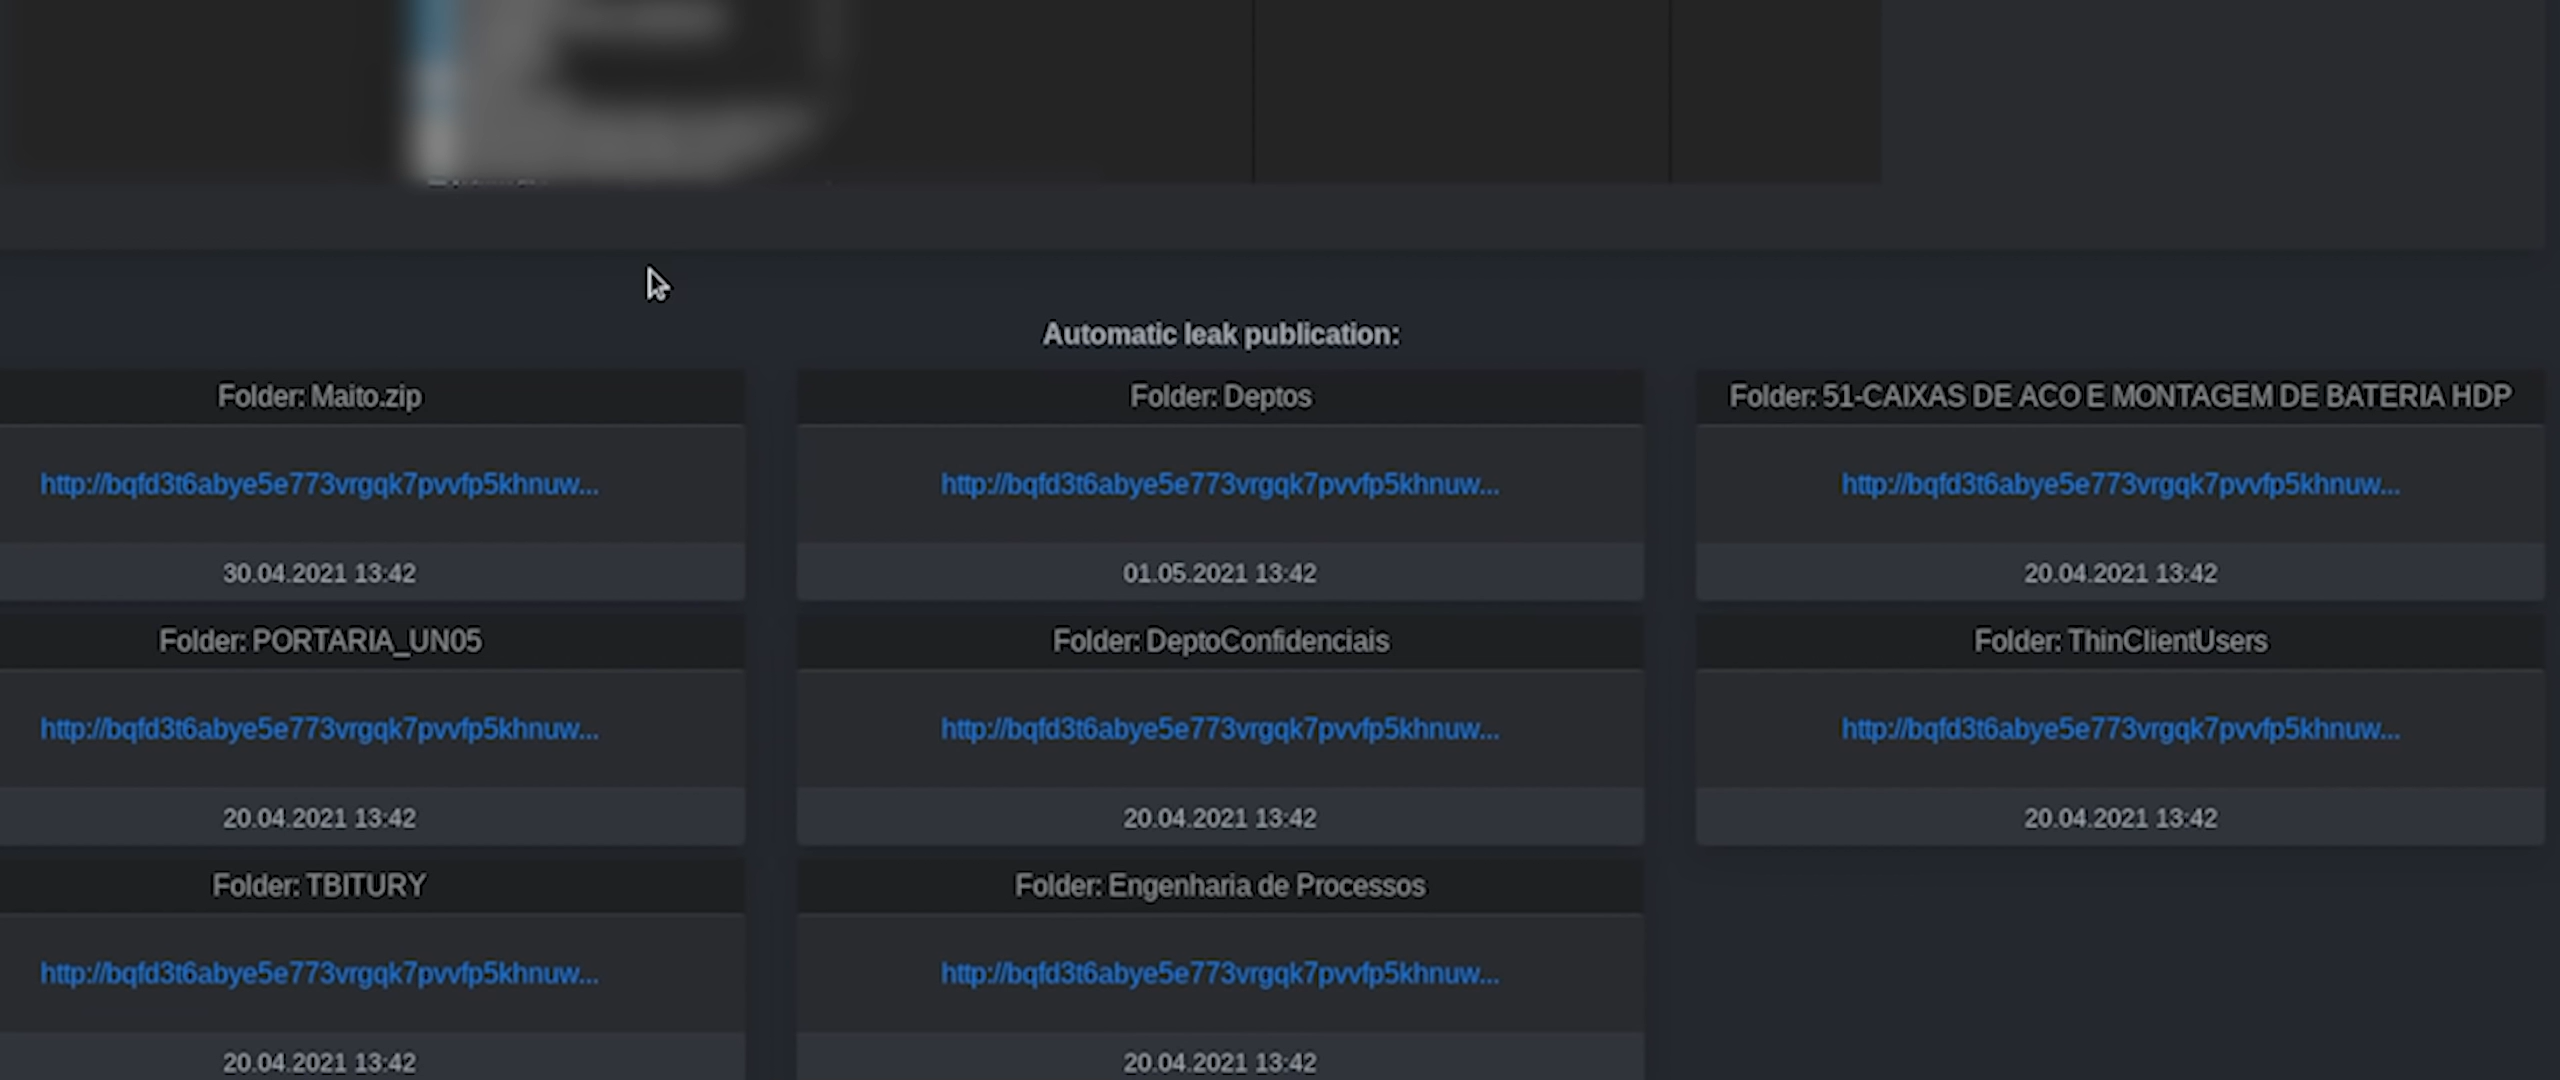 Automatic leak publication:
Folder: Maito.zip
http://bqfd3t6abye5e773vrgqk7pvvfp5khnuw...
30.04.2021 13:42
Folder: Deptos
http://bqfd3t6abye5e773vrgqk7pvvfp5khnuw...
01.05.2021 13:42
Folder: 51-CAIXAS DE ACO E MONTAGEM DE BATERIA HDP
http://bqfd3t6abye5e773vrgqk7pvvfp5khnuw...
20.04.2021 13:42
Folder: PORTARIA_UN05
http://bqfd3t6abye5e773vrgqk7pvvfp5khnuw...
20.04.2021 13:42
Folder: DeptoConfidenciais
http://bqfd3t6abye5e773vrgqk7pvvfp5khnuw...
20.04.2021 13:42
Folder: ThinClientUsers
http://bqfd3t6abye5e773vrgqk7pvvfp5khnuw...
20.04.2021 13:42
Folder: TBITURY
http://bqfd3t6abye5e773vrgqk7pvvfp5khnuw...
20.04.2021 13:42
Folder: Engenharia de Processos
http://bqfd3t6abye5e773vrgqk7pvvfp5khnuw...
20.04.2021 13:42